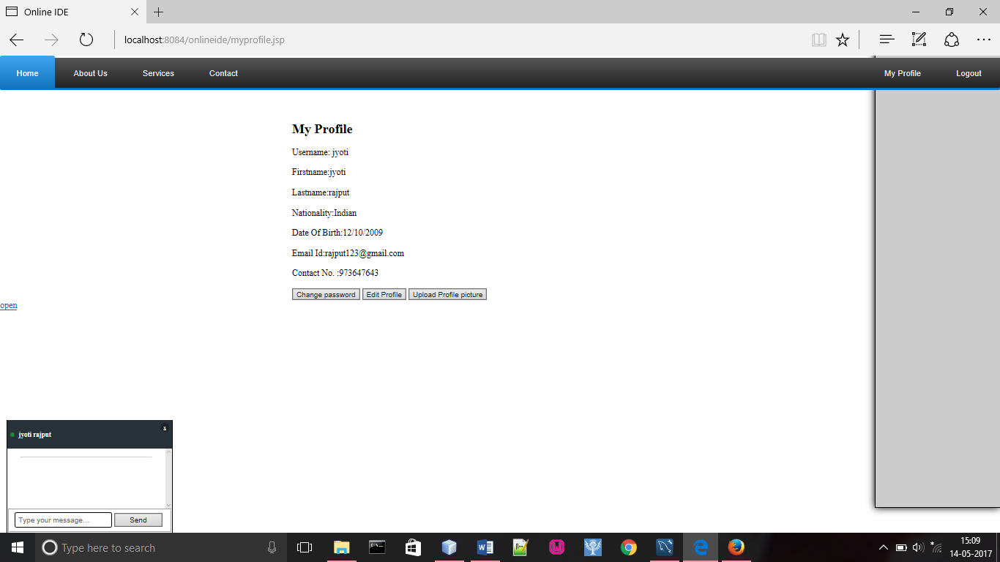 Online IDE
localhost:8084/onlineide/myprofile.jsp
Home About Us Services Contact My Profile Logout
My Profile
Username: jyoti
Firstname:jyoti
Lastname:rajput
Nationality:Indian
Date Of Birth:12/10/2009
Email Id:rajput123@gmail.com
Contact No. :973647643
Change password Edit Profile Upload Profile picture
open
jyoti rajput x
Type your message... Send
Type here to search
15:09
14-05-2017